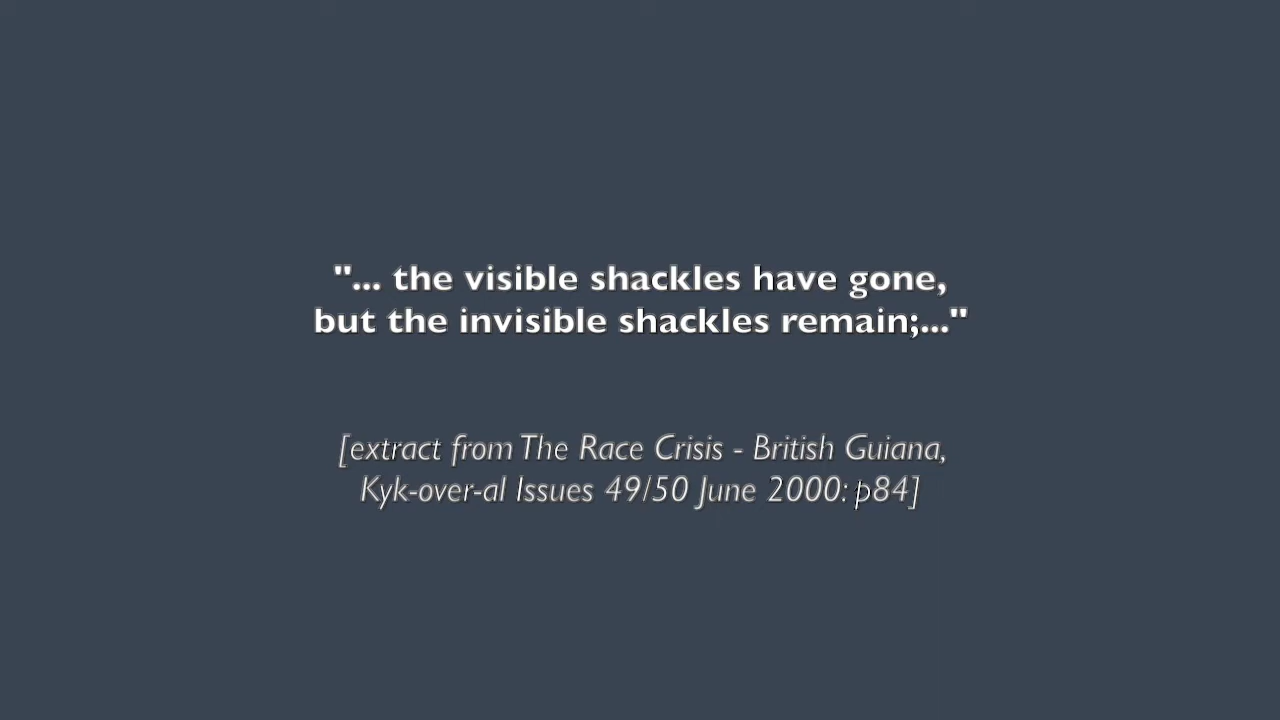 "... the visible shackles have gone,
but the invisible shackles remain;..."
[extract from The Race Crisis - British Guiana,
Kyk-over-al Issues 49/50 June 2000: p84]